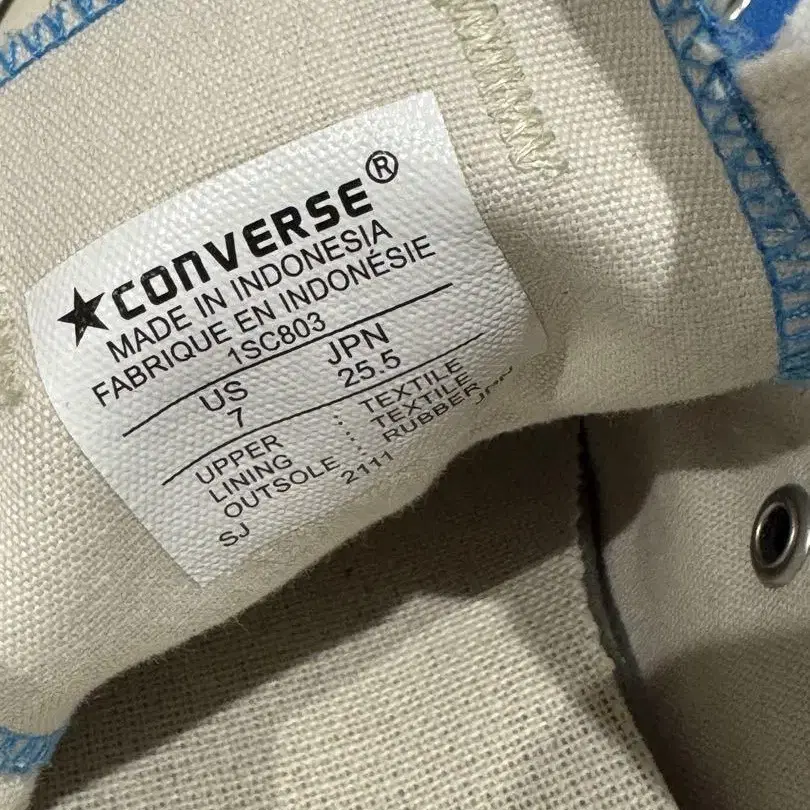 ★CONVERSE®
MADE IN INDONESIA
FABRIQUE EN INDONÉSIE
1SC803
US JPN
7 25.5
UPPER : TEXTILE
LINING : TEXTILE
OUTSOLE : RUBBER
SJ 2111